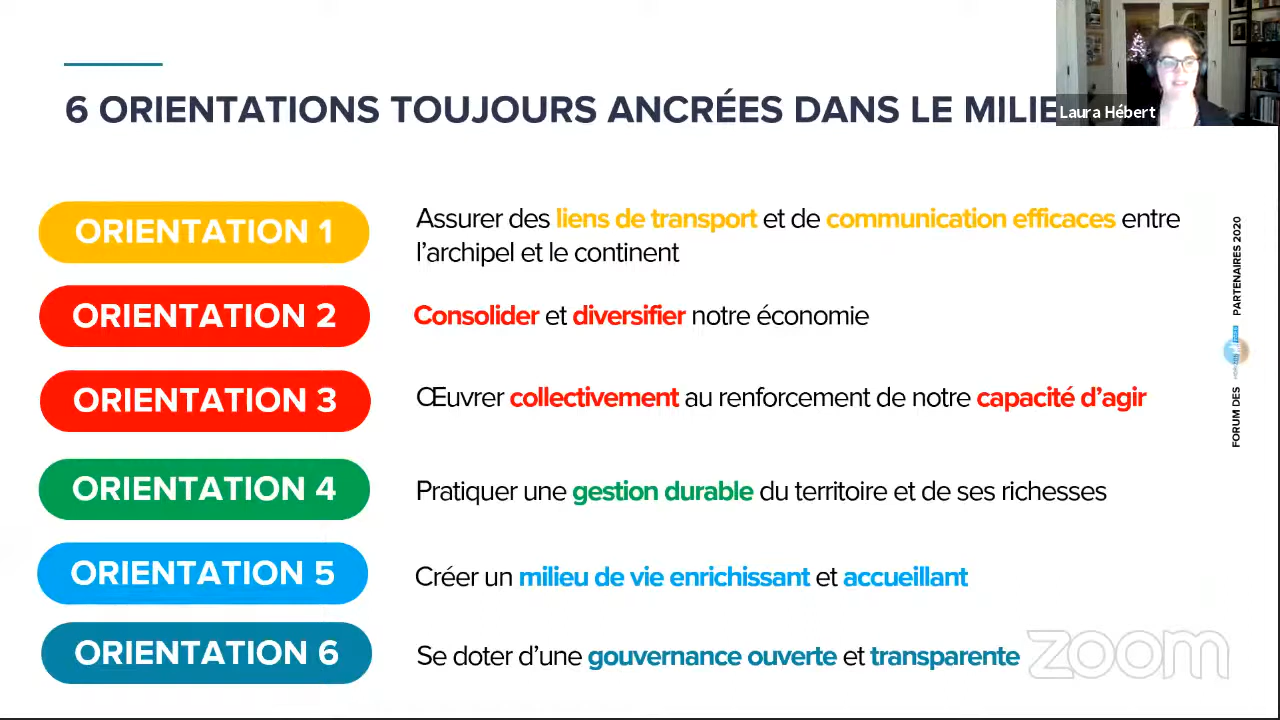 6 ORIENTATIONS TOUJOURS ANCRÉES DANS LE MILIE
Laura Hébert
ORIENTATION 1
Assurer des liens de transport et de communication efficaces entre
l'archipel et le continent
ORIENTATION 2
Consolider et diversifier notre économie
ORIENTATION 3
Œuvrer collectivement au renforcement de notre capacité d'agir
ORIENTATION 4
Pratiquer une gestion durable du territoire et de ses richesses
ORIENTATION 5
Créer un milieu de vie enrichissant et accueillant
ORIENTATION 6
Se doter d'une gouvernance ouverte et transparente
FORUM DES PARTENAIRES 2020
zoom